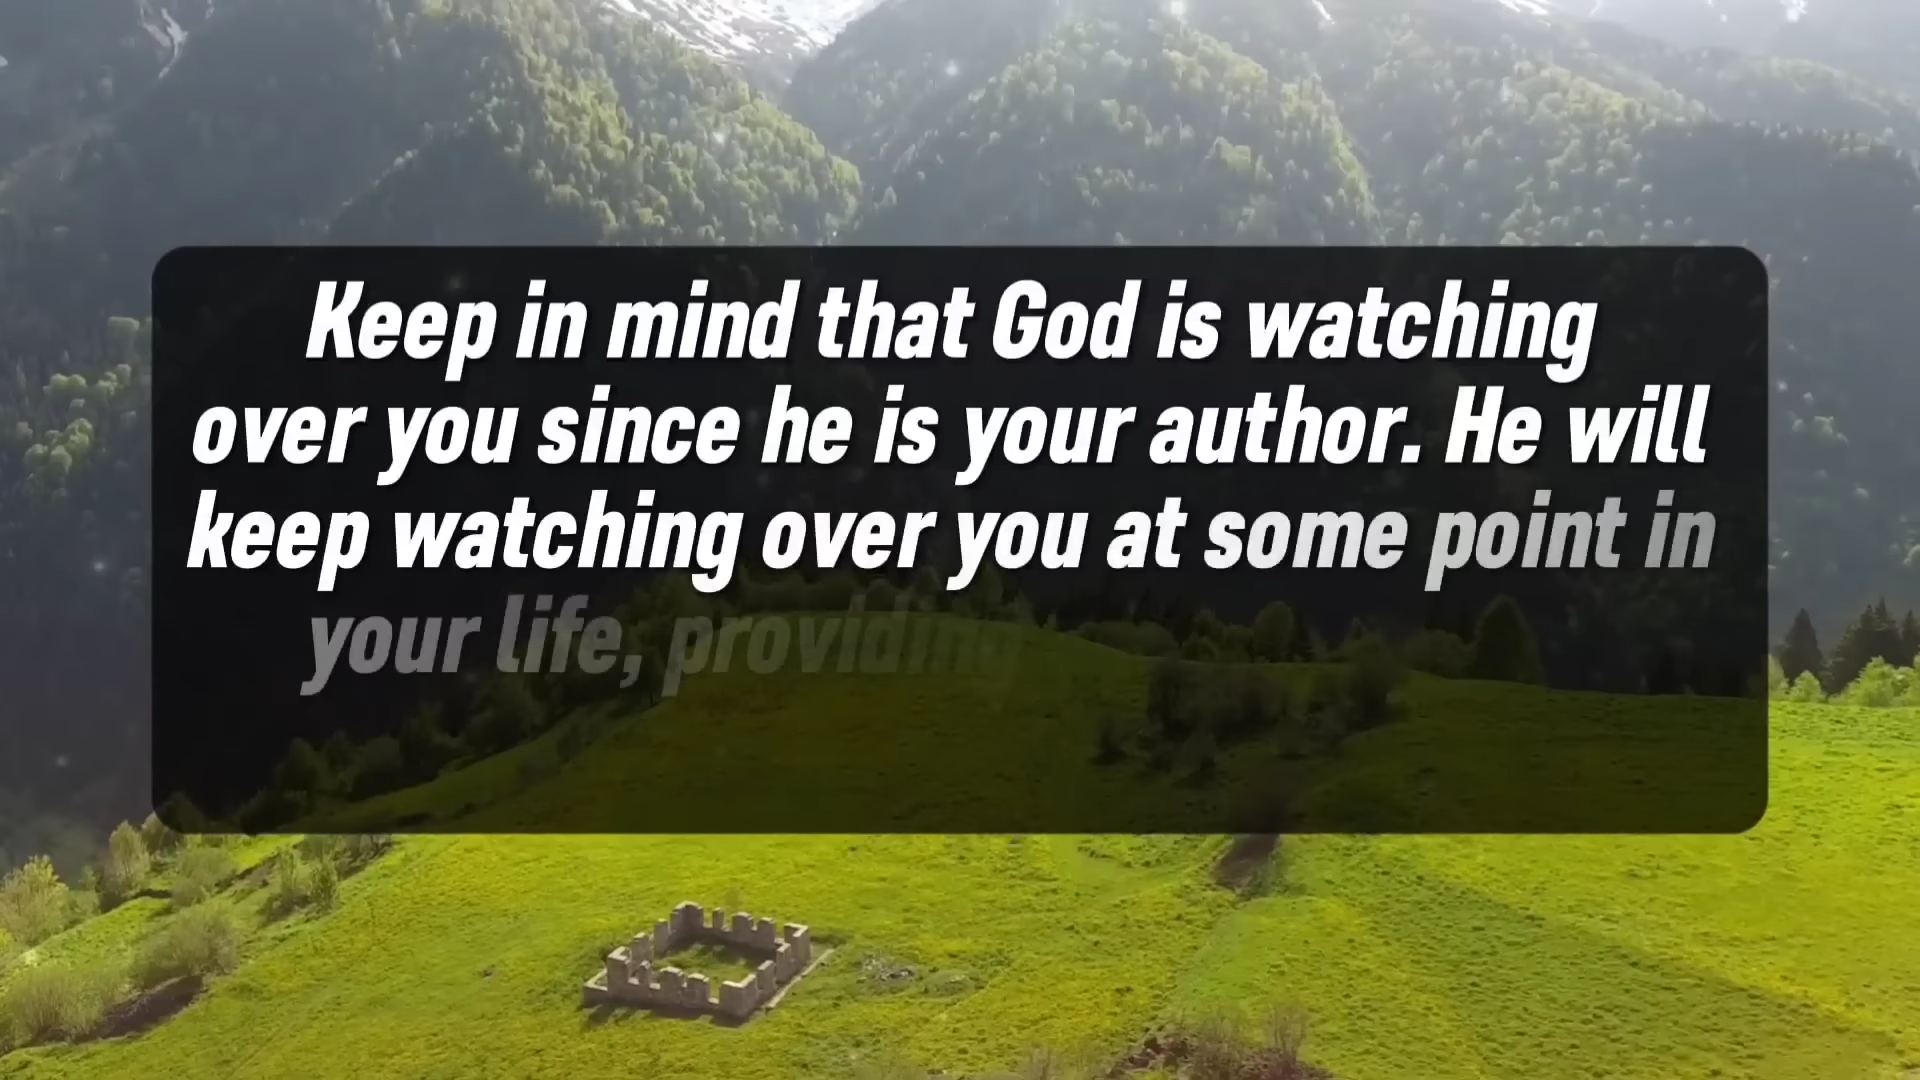 Keep in mind that God is watching
over you since he is your author. He will
keep watching over you at some point in
your life, providing